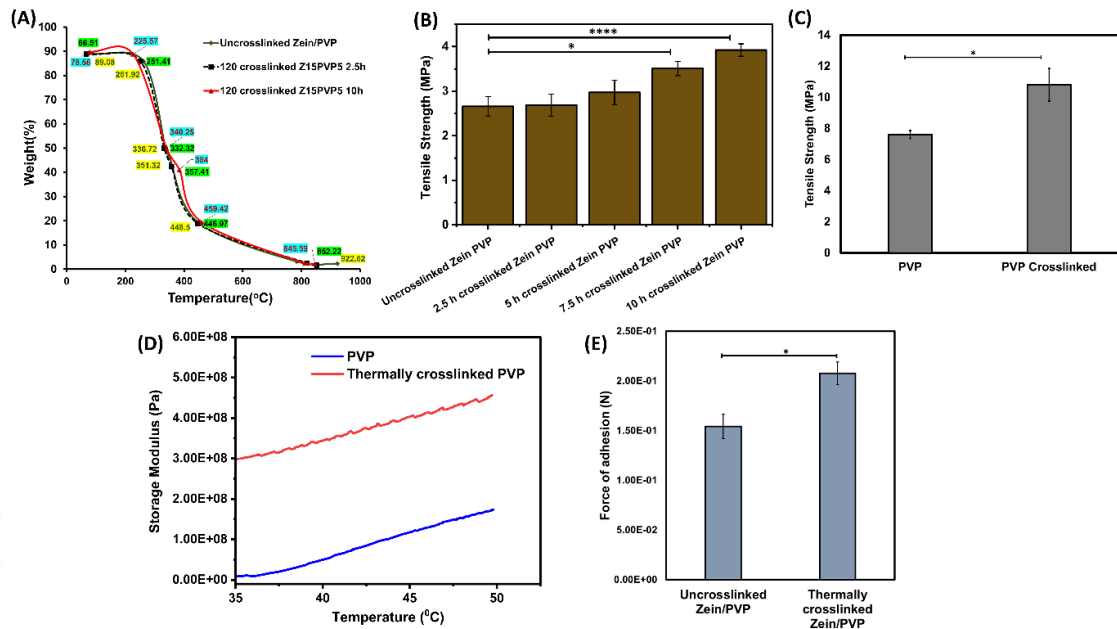 (A)
Weight(%)
100
90
80
70
60
50
40
30
20
10
0
0
200
400
600
800
1000
Temperature(°C)
Uncrosslinked Zein/PVP
120 crosslinked Z15PVP5 2.5h
120 crosslinked Z15PVP5 10h
66.51
225.57
78.56
89.08
251.41
261.92
340.25
336.72
332.32
384
351.32
357.41
459.42
448.5
446.97
845.59
852.22
922.62
(B)
Tensile Strength (MPa)
4
3
2
1
0
****
*
Uncrosslinked Zein PVP
2.5 h crosslinked Zein PVP
5 h crosslinked Zein PVP
7.5 h crosslinked Zein PVP
10 h crosslinked Zein PVP
(C)
Tensile Strength (MPa)
14
12
10
8
6
4
2
0
*
PVP
PVP Crosslinked
(D)
Storage Modulus (Pa)
6.00E+08
5.00E+08
4.00E+08
3.00E+08
2.00E+08
1.00E+08
0.00E+00
PVP
Thermally crosslinked PVP
35
40
45
50
Temperature (⁰C)
(E)
Force of adhesion (N)
2.50E-01
2.00E-01
1.50E-01
1.00E-01
5.00E-02
0.00E+00
*
Uncrosslinked
Zein/PVP
Thermally
crosslinked
Zein/PVP